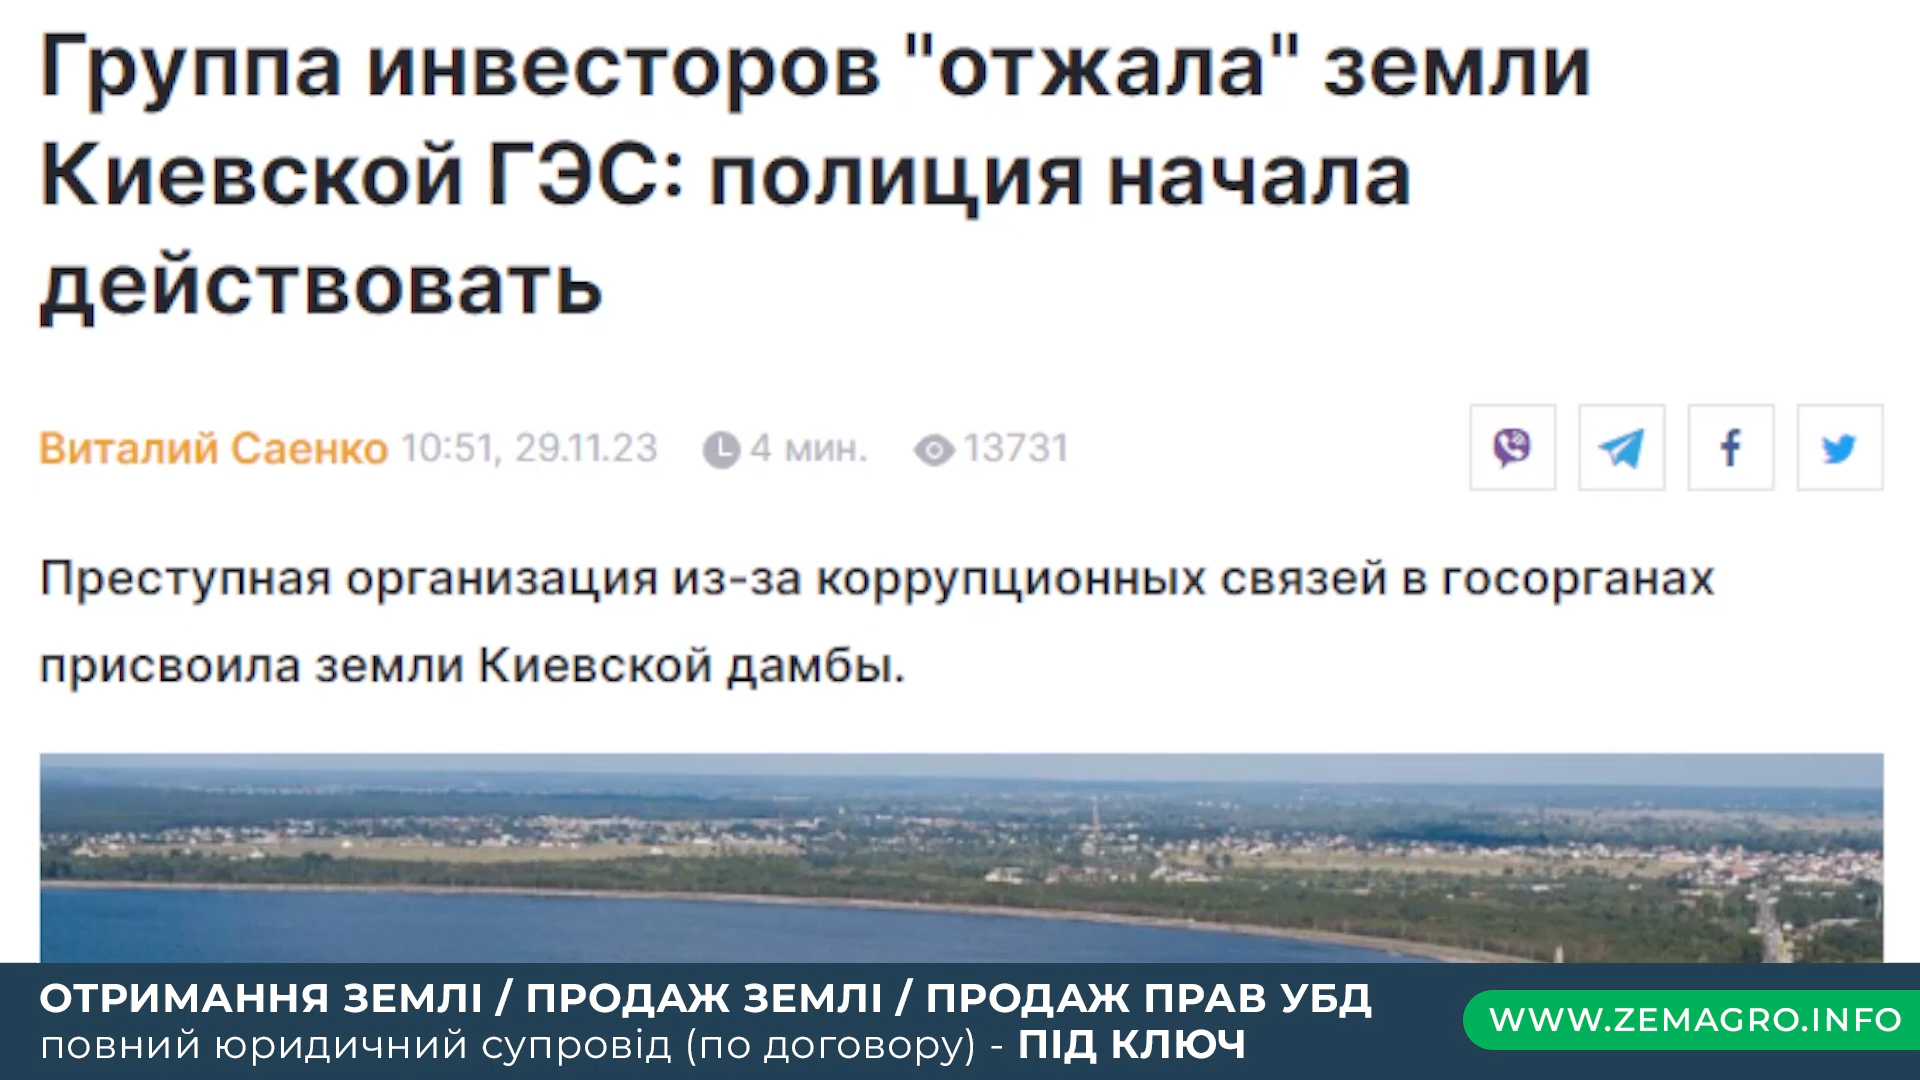 Группа инвесторов "отжала" земли
Киевской ГЭС: полиция начала
действовать
Виталий Саенко 10:51, 29.11.23 4 мин. 13731
Преступная организация из-за коррупционных связей в госорганах
присвоила земли Киевской дамбы.
ОТРИМАННЯ ЗЕМЛІ / ПРОДАЖ ЗЕМЛІ / ПРОДАЖ ПРАВ УБД
повний юридичний супровід (по договору) - ПІД КЛЮЧ
WWW.ZEMAGRO.INFO